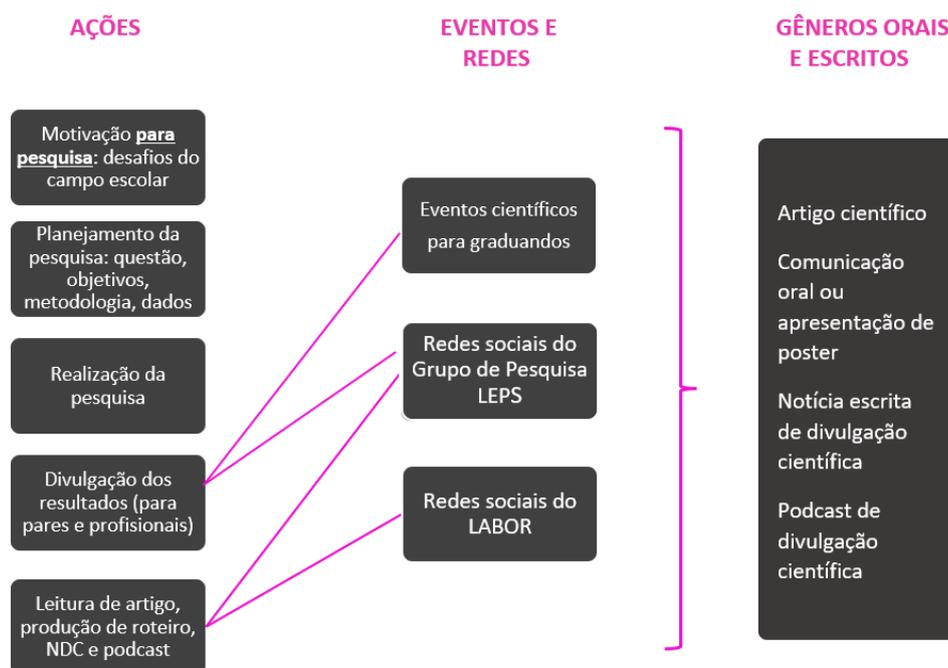 AÇÕES
EVENTOS E
REDES
GÊNEROS ORAIS
E ESCRITOS
Motivação para
pesquisa: desafios do
campo escolar
Planejamento da
pesquisa: questão,
objetivos,
metodologia, dados
Realização da
pesquisa
Divulgação dos
resultados (para
pares e profisionais)
Leitura de artigo,
produção de roteiro,
NDC e podcast
Eventos científicos
para graduandos
Redes sociais do
Grupo de Pesquisa
LEPS
Redes sociais do
LABOR
Artigo científico
Comunicação
oral ou
apresentação de
poster
Notícia escrita
de divulgação
científica
Podcast de
divulgação
científica